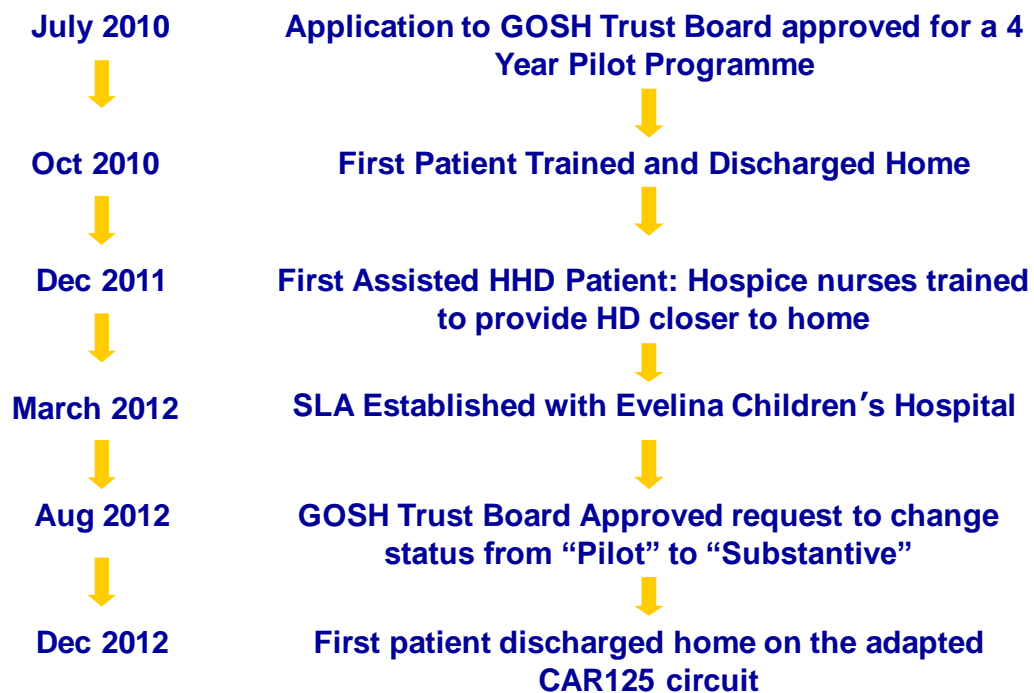 July 2010
Application to GOSH Trust Board approved for a 4
Year Pilot Programme
Oct 2010
First Patient Trained and Discharged Home
Dec 2011
First Assisted HHD Patient: Hospice nurses trained
to provide HD closer to home
March 2012
SLA Established with Evelina Children’s Hospital
Aug 2012
GOSH Trust Board Approved request to change
status from “Pilot” to “Substantive”
Dec 2012
First patient discharged home on the adapted
CAR125 circuit